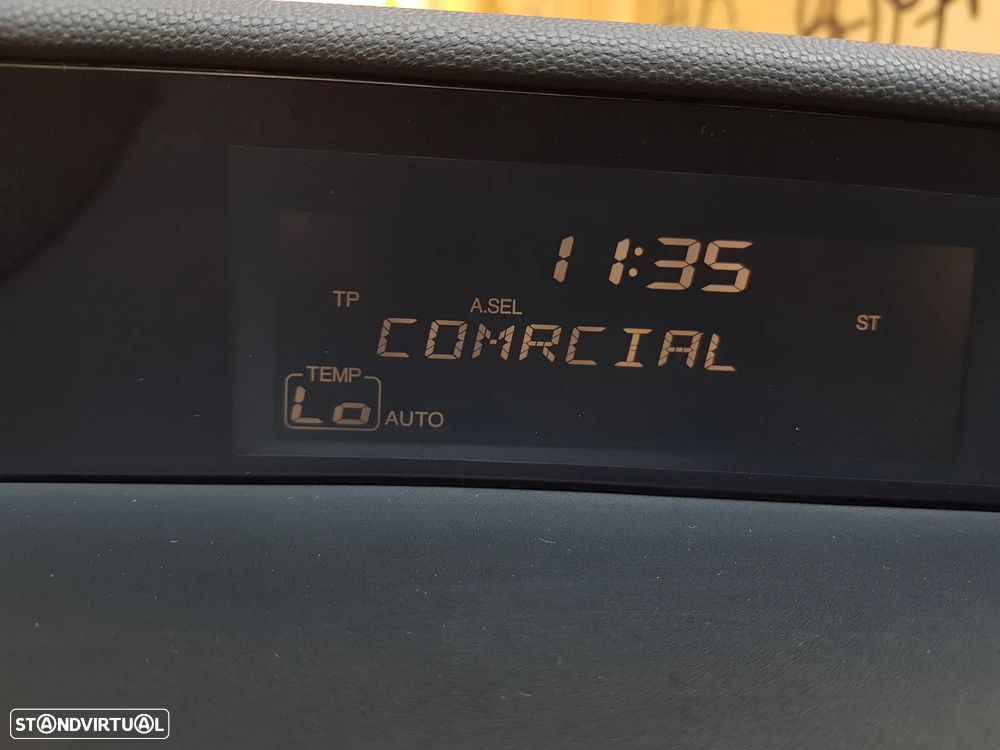 11:35
TP A.SEL ST
COMRCIAL
TEMP
Lo AUTO
STANDVIRTUAL